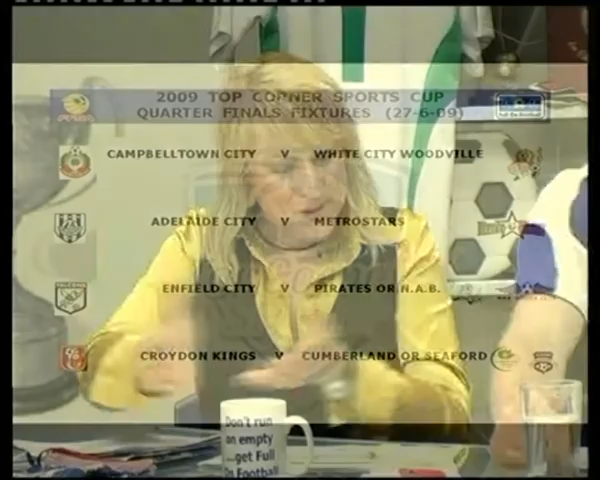 2009 TOP CORNER SPORTS CUP
QUARTER FINALS FIXTURES (27-6-09)
CAMPBELLTOWN CITY V WHITE CITY WOODVILLE
ADELAIDE CITY V METROSTARS
ENFIELD CITY V PIRATES OR N.A.B.
CROYDON KINGS V CUMBERLAND OR SEAFORD
Don't run
on empty
...get Full
On Football